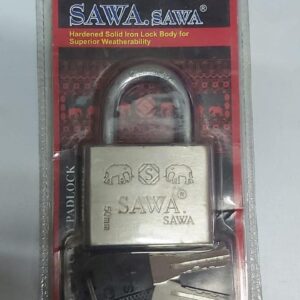 SAWA. SAWA®
Hardened Solid Iron Lock Body for
Superior Weatherability
PADLOCK
S
50mm
SAWA.®
SAWA